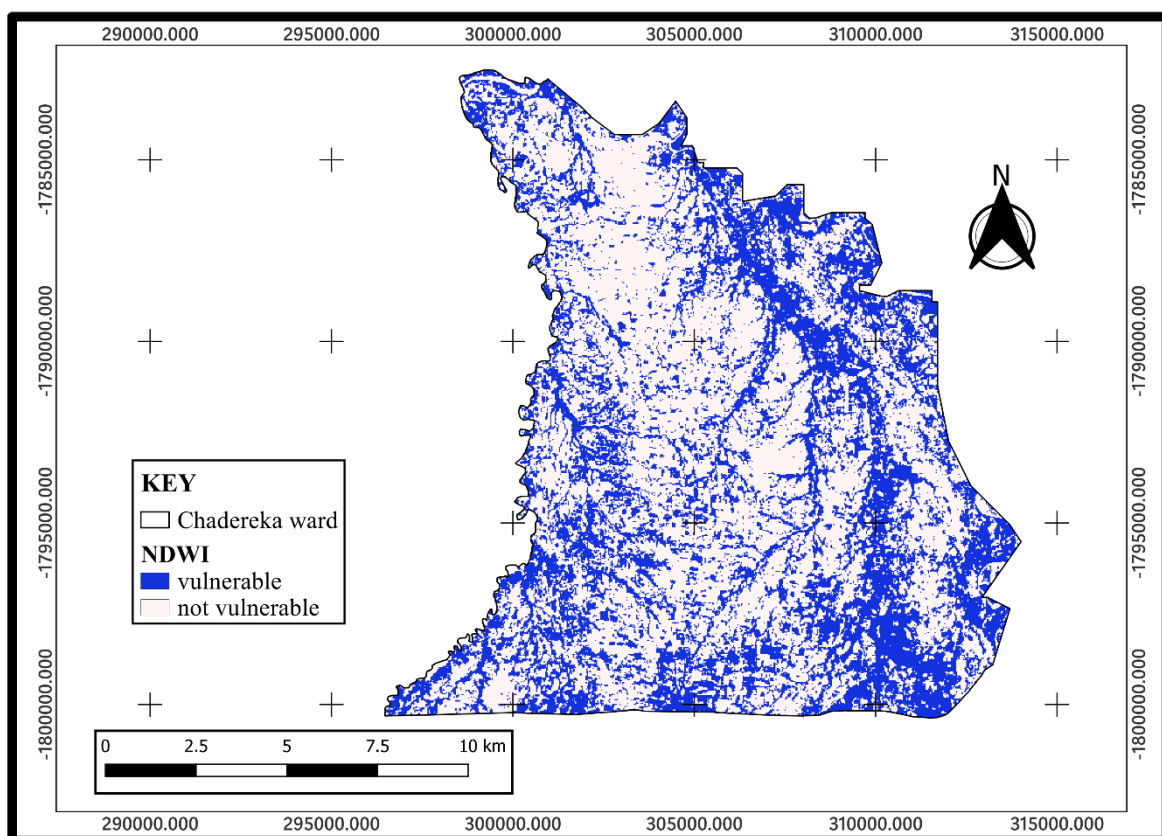 290000.000 295000.000 300000.000 305000.000 310000.000 315000.000
-1785000.000 -1785000.000
N
-1790000.000 -1790000.000
KEY
Chadereka ward
NDWI
vulnerable
not vulnerable
-1795000.000 -1795000.000
-1800000.000 -1800000.000
0 2.5 5 7.5 10 km
290000.000 295000.000 300000.000 305000.000 310000.000 315000.000